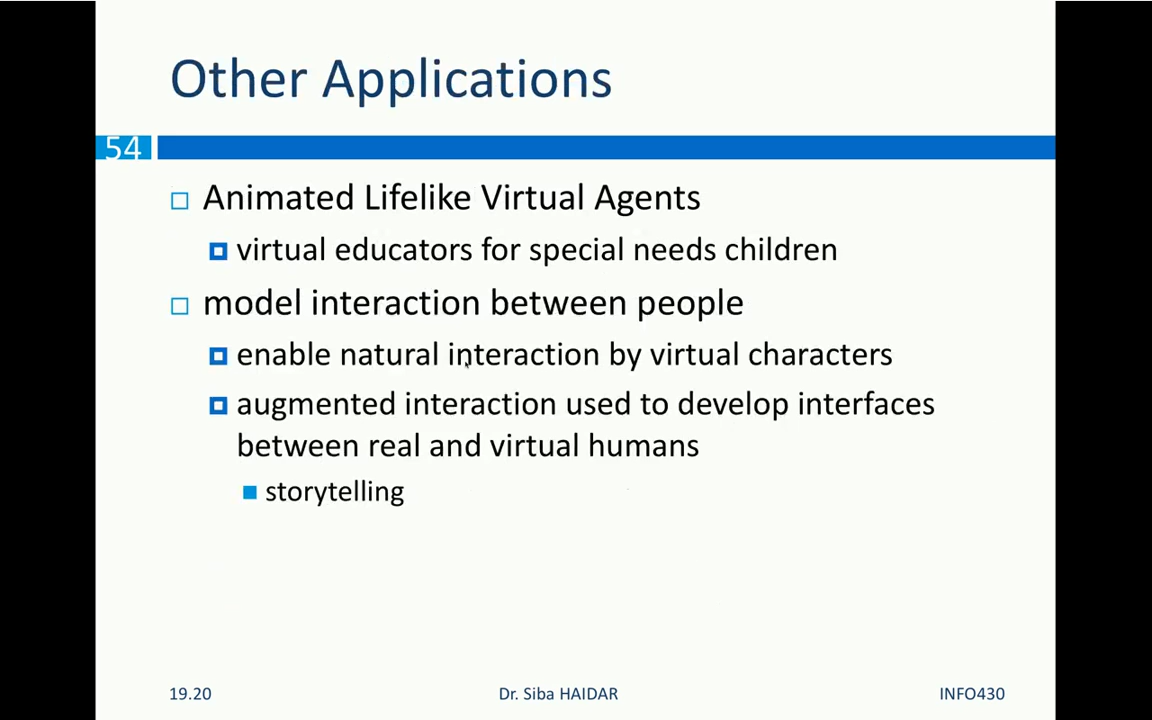 Other Applications
54
Animated Lifelike Virtual Agents
virtual educators for special needs children
model interaction between people
enable natural interaction by virtual characters
augmented interaction used to develop interfaces
between real and virtual humans
storytelling
19.20 Dr. Siba HAIDAR INFO430